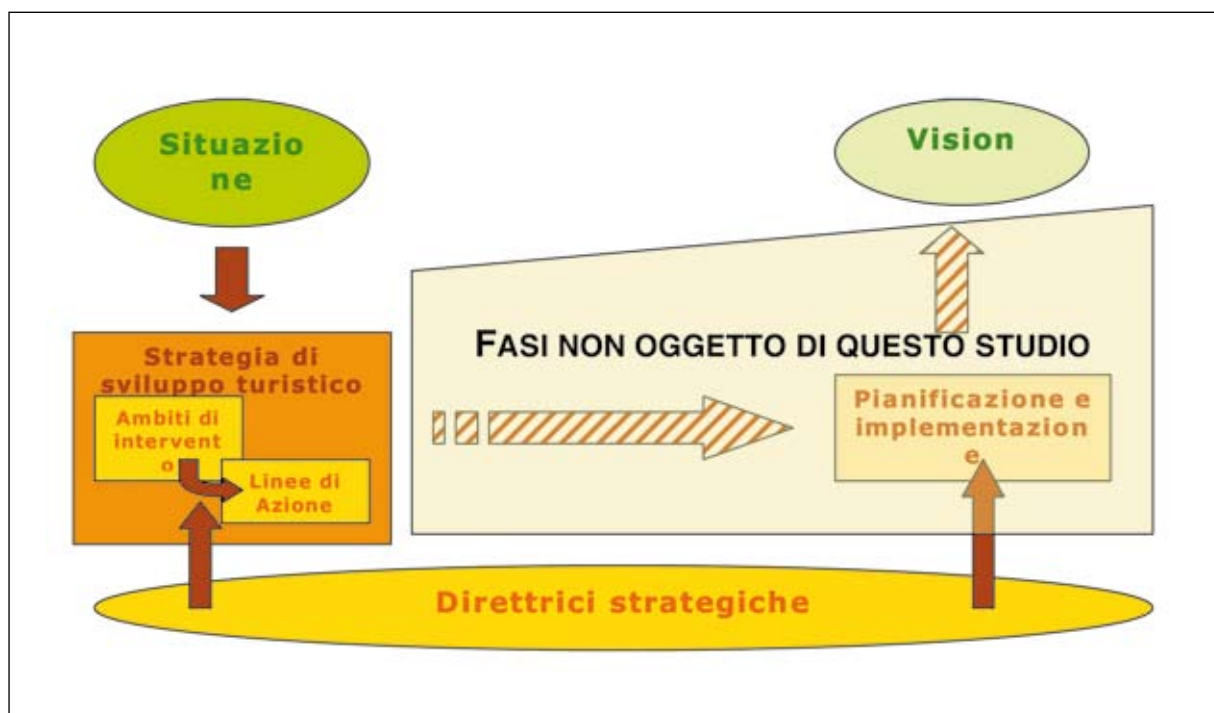 Situazio
ne
Vision
Strategia di
sviluppo turistico
Ambiti di
intervent
o
Linee di
Azione
FASI NON OGGETTO DI QUESTO STUDIO
Pianificazione e
implementazion
e
Direttrici strategiche